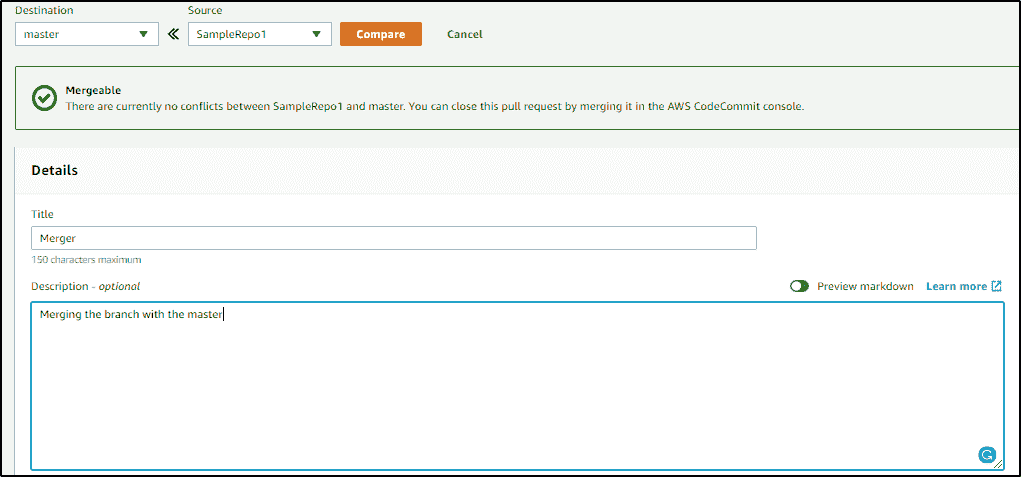 Destination Source
master SampleRepo1 Compare Cancel
Mergeable
There are currently no conflicts between SampleRepo1 and master. You can close this pull request by merging it in the AWS CodeCommit console.
Details
Title
Merger
150 characters maximum
Description - optional Preview markdown Learn more
Merging the branch with the master